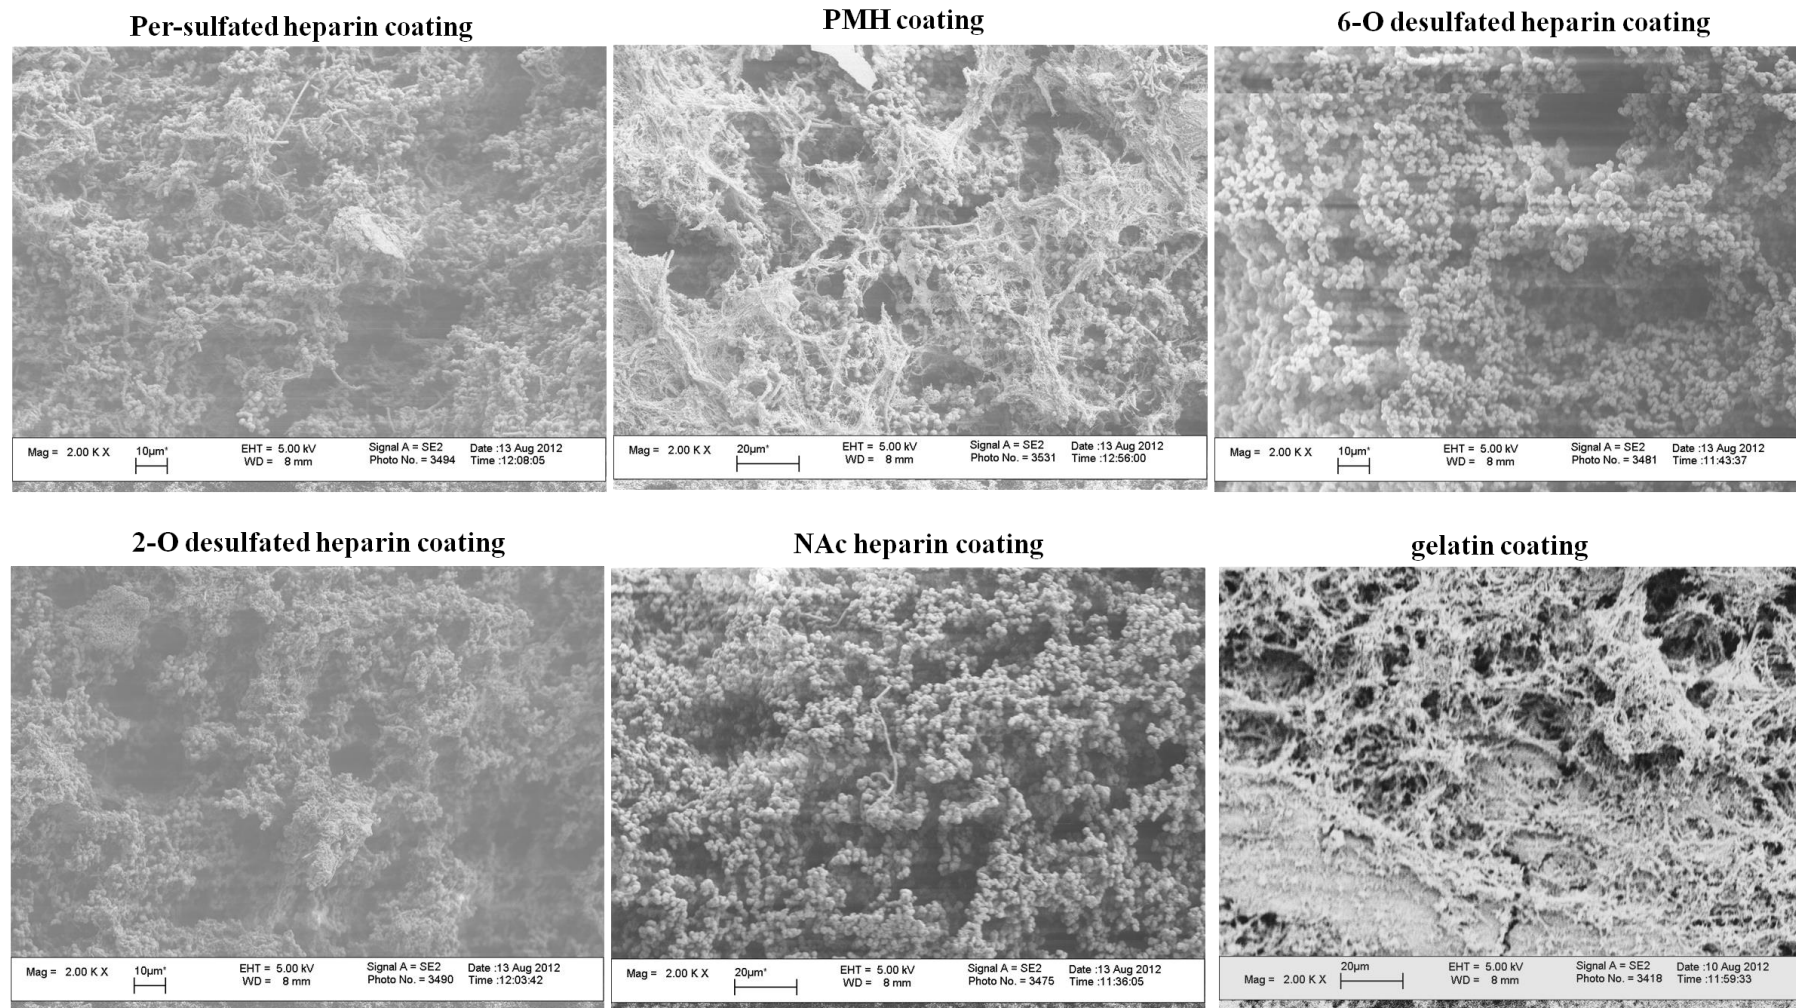 Per-sulfated heparin coating
PMH coating
6-O desulfated heparin coating
Mag = 2.00 K X 10µm* EHT = 5.00 kV Signal A = SE2 Date :13 Aug 2012
WD = 8 mm Photo No. = 3494 Time :12:08:05
Mag = 2.00 K X 20µm* EHT = 5.00 kV Signal A = SE2 Date :13 Aug 2012
WD = 8 mm Photo No. = 3531 Time :12:56:00
Mag = 2.00 K X 10µm* EHT = 5.00 kV Signal A = SE2 Date :13 Aug 2012
WD = 8 mm Photo No. = 3481 Time :11:43:37
2-O desulfated heparin coating
NAc heparin coating
gelatin coating
Mag = 2.00 K X 10µm* EHT = 5.00 kV Signal A = SE2 Date :13 Aug 2012
WD = 8 mm Photo No. = 3490 Time :12:03:42
Mag = 2.00 K X 20µm* EHT = 5.00 kV Signal A = SE2 Date :13 Aug 2012
WD = 8 mm Photo No. = 3475 Time :11:36:05
Mag = 2.00 K X 20µm EHT = 5.00 kV Signal A = SE2 Date :10 Aug 2012
WD = 8 mm Photo No. = 3418 Time :11:59:33